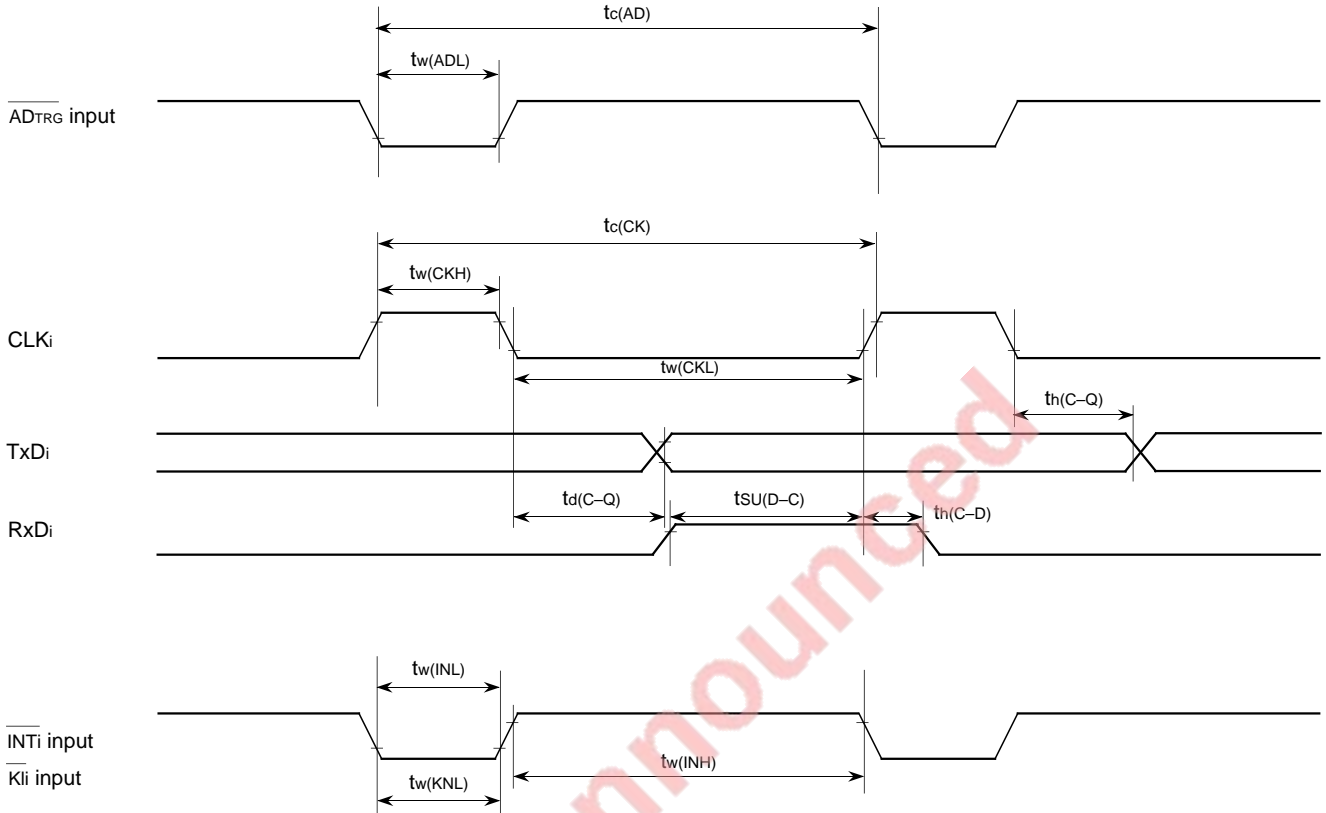 tc(AD)
tw(ADL)
ADTRG input
tc(CK)
tw(CKH)
CLKi
tw(CKL)
th(C–Q)
TxDi
td(C–Q)
tSU(D–C)
th(C–D)
RxDi
tw(INL)
INTi input
KIi input
tw(INH)
tw(KNL)
nnounced